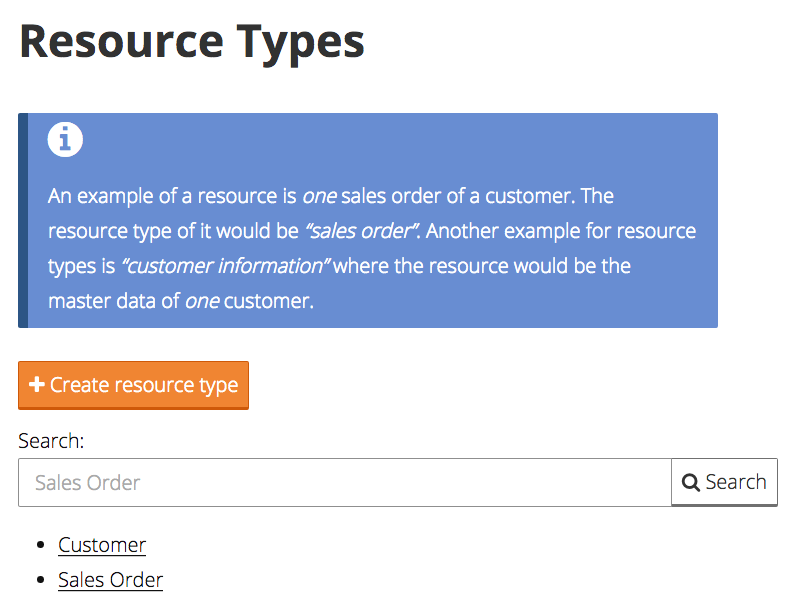 Resource Types
An example of a resource is one sales order of a customer. The
resource type of it would be “sales order”. Another example for resource
types is “customer information” where the resource would be the
master data of one customer.
Create resource type
Search:
Sales Order
Search
Customer
Sales Order